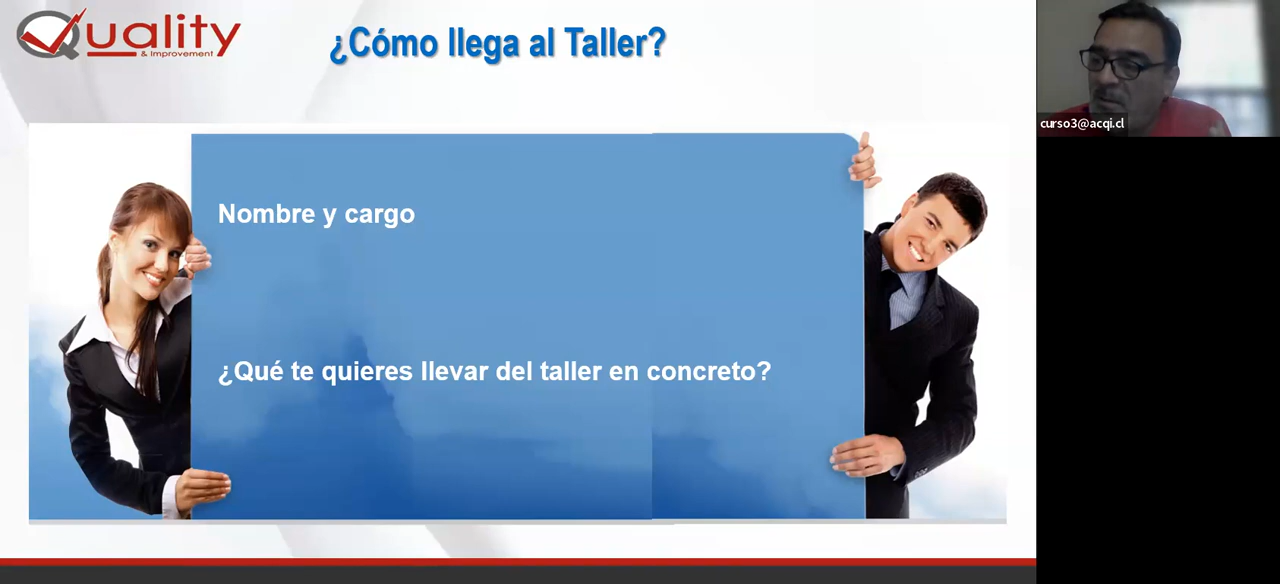 Quality
& Improvement
¿Cómo llega al Taller?
curso3@acqi.cl
Nombre y cargo
¿Qué te quieres llevar del taller en concreto?